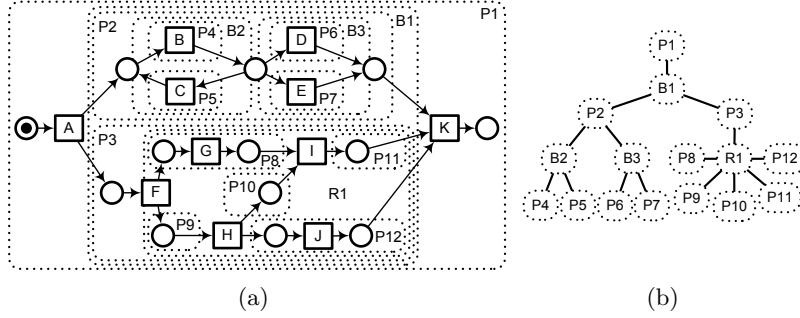 P1
P2
P4
B2
P6
B3
B1
B
D
C
E
P5
P7
A
K
P3
G
I
P8
P11
F
P10
R1
P9
H
J
P12
(a)
P1
B1
P2
P3
B2
B3
P8
R1
P12
P4
P5
P6
P7
P9
P10
P11
(b)